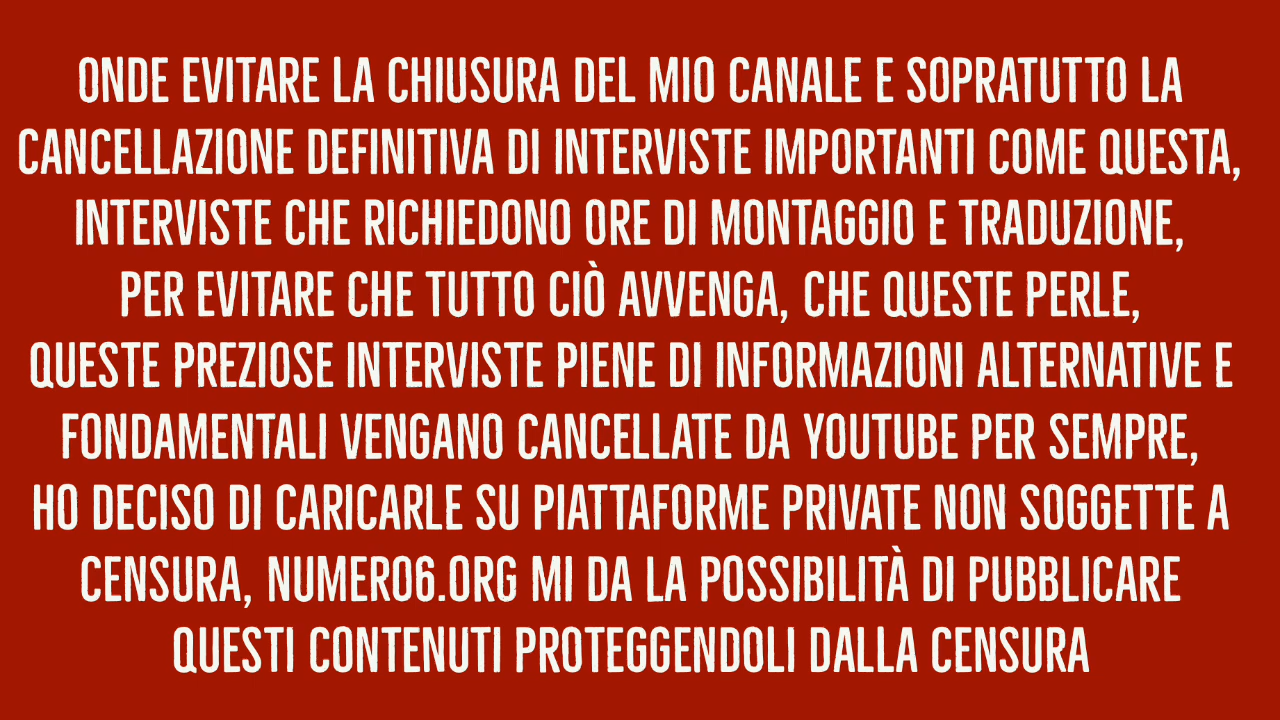 ONDE EVITARE LA CHIUSURA DEL MIO CANALE E SOPRATUTTO LA
CANCELLAZIONE DEFINITIVA DI INTERVISTE IMPORTANTI COME QUESTA,
INTERVISTE CHE RICHIEDONO ORE DI MONTAGGIO E TRADUZIONE,
PER EVITARE CHE TUTTO CIÒ AVVENGA, CHE QUESTE PERLE,
QUESTE PREZIOSE INTERVISTE PIENE DI INFORMAZIONI ALTERNATIVE E
FONDAMENTALI VENGANO CANCELLATE DA YOUTUBE PER SEMPRE,
HO DECISO DI CARICARLE SU PIATTAFORME PRIVATE NON SOGGETTE A
CENSURA, NUMERO6.ORG MI DA LA POSSIBILITÀ DI PUBBLICARE
QUESTI CONTENUTI PROTEGGENDOLI DALLA CENSURA